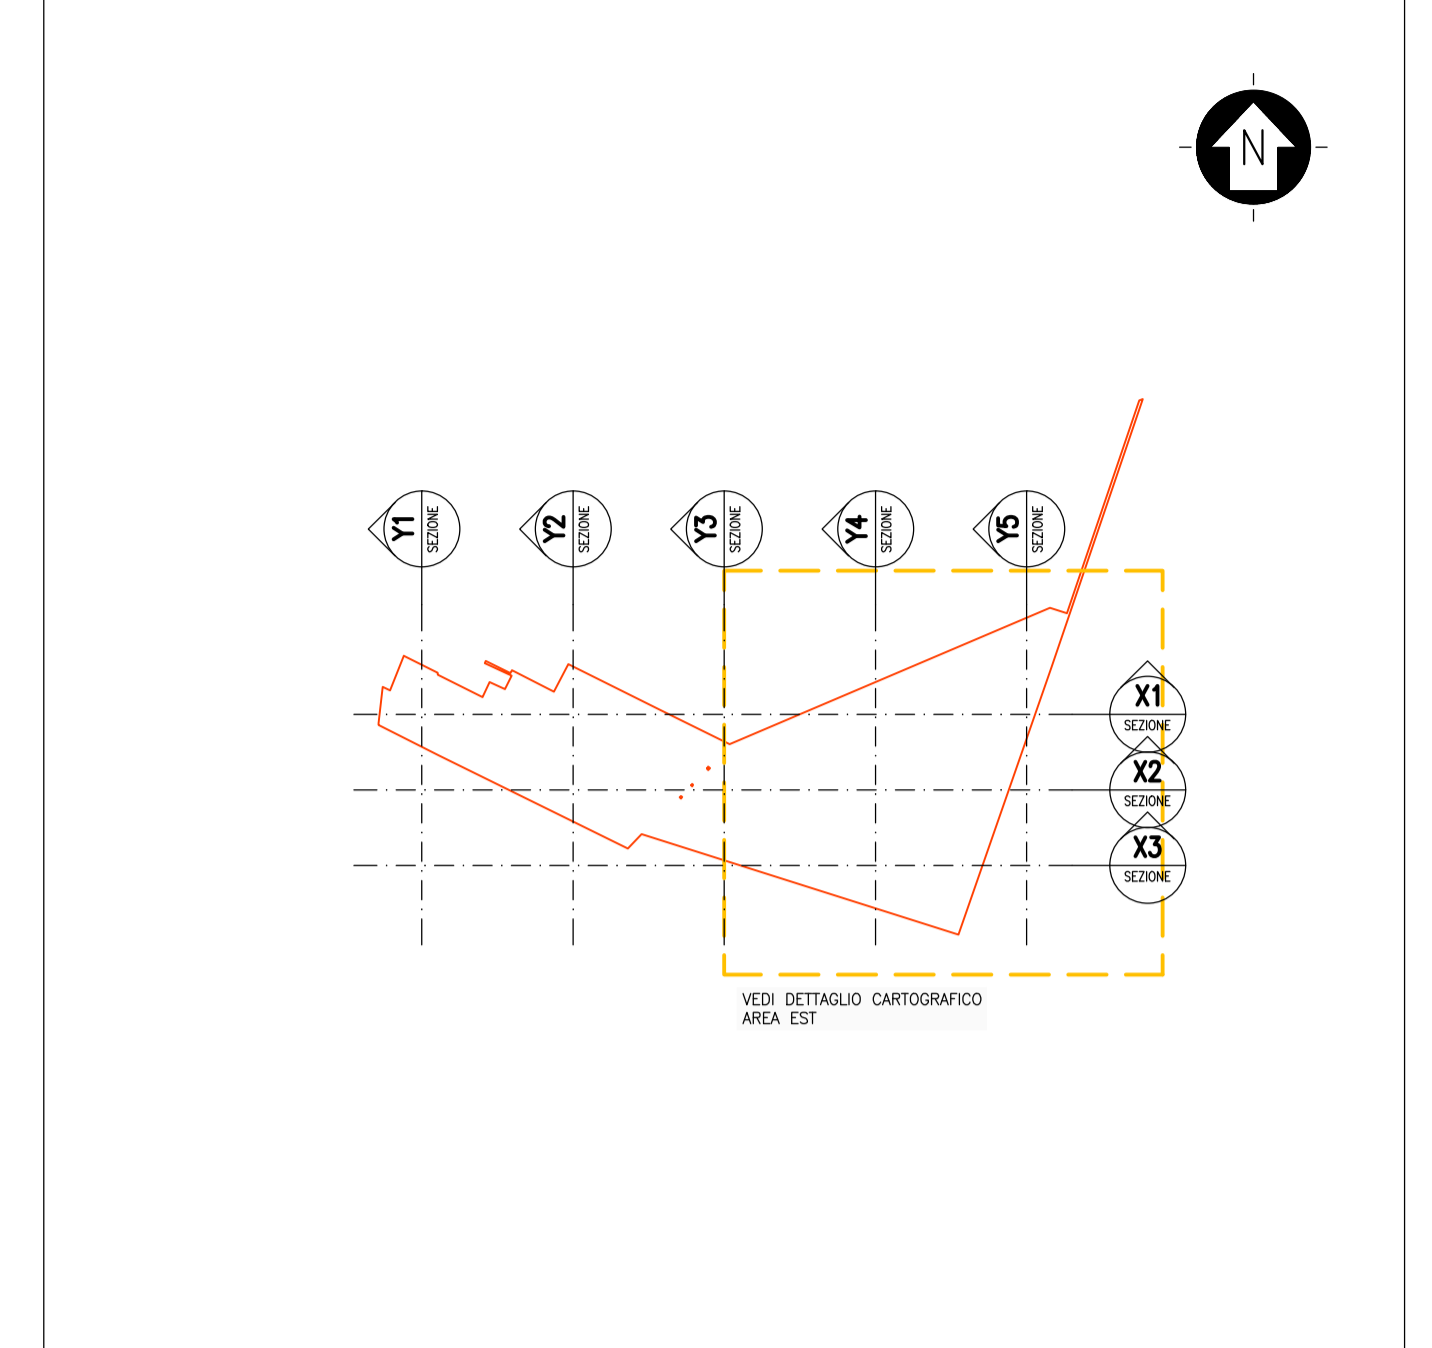 N
Y1
SEZIONE
Y2
SEZIONE
Y3
SEZIONE
Y4
SEZIONE
Y5
SEZIONE
X1
SEZIONE
X2
SEZIONE
X3
SEZIONE
VEDI DETTAGLIO CARTOGRAFICO
AREA EST